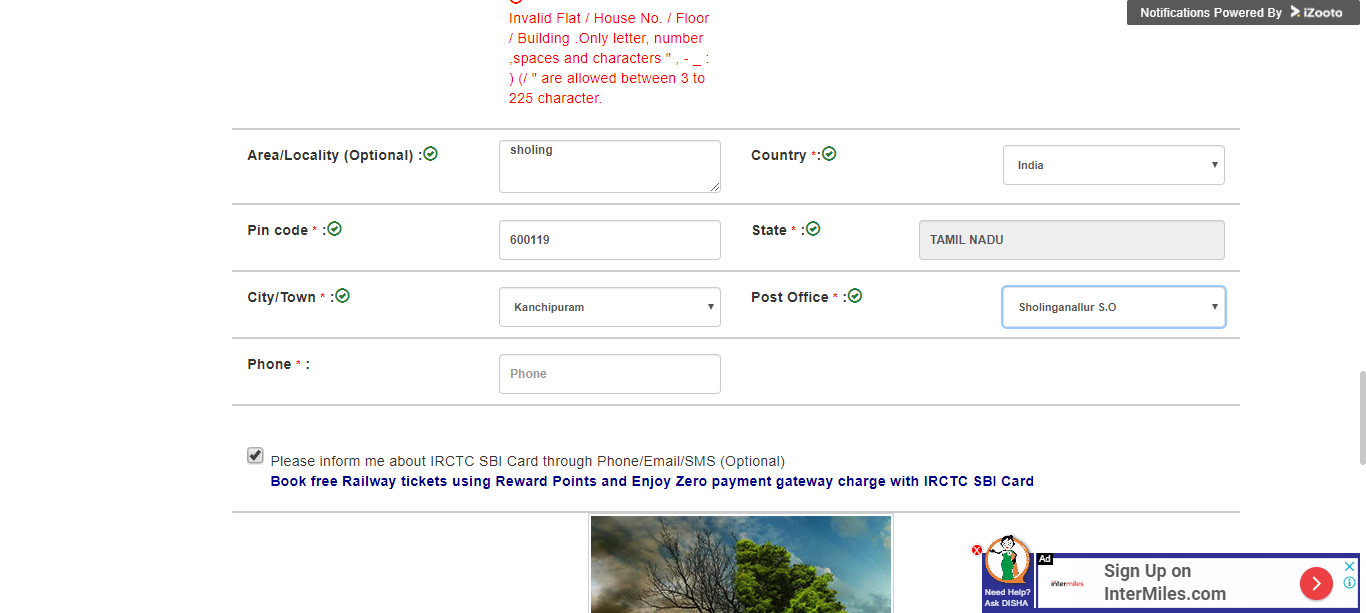 Notifications Powered By iZooto
Invalid Flat / House No. / Floor
/ Building .Only letter, number
,spaces and characters " , - _ :
) (/ " are allowed between 3 to
225 character.
Area/Locality (Optional) :
sholing
Country *:
India
Pin code * :
600119
State * :
TAMIL NADU
City/Town * :
Kanchipuram
Post Office * :
Sholinganallur S.O
Phone * :
Phone
Please inform me about IRCTC SBI Card through Phone/Email/SMS (Optional)
Book free Railway tickets using Reward Points and Enjoy Zero payment gateway charge with IRCTC SBI Card
Need Help?
Ask DISHA
Ad
intermiles
Sign Up on
InterMiles.com